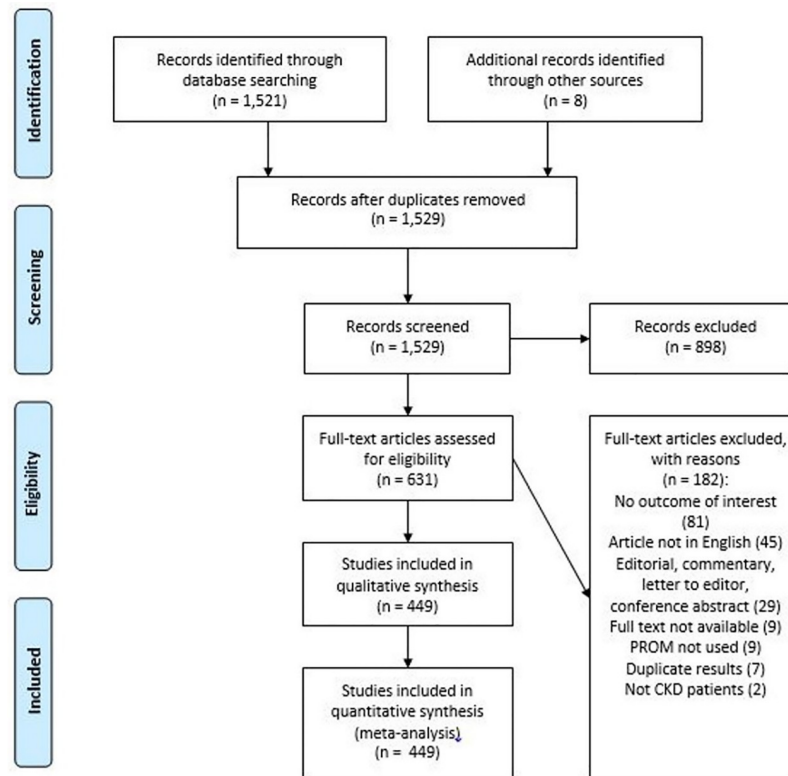 Identification
Records identified through
database searching
(n = 1,521)
Additional records identified
through other sources
(n = 8)
Records after duplicates removed
(n = 1,529)
Screening
Records screened
(n = 1,529)
Records excluded
(n = 898)
Eligibility
Full-text articles assessed
for eligibility
(n = 631)
Full-text articles excluded,
with reasons
(n = 182):
No outcome of interest
(81)
Article not in English (45)
Editorial, commentary,
letter to editor,
conference abstract (29)
Full text not available (9)
PROM not used (9)
Duplicate results (7)
Not CKD patients (2)
Studies included in
qualitative synthesis
(n = 449)
Included
Studies included in
quantitative synthesis
(meta-analysis)
(n = 449)